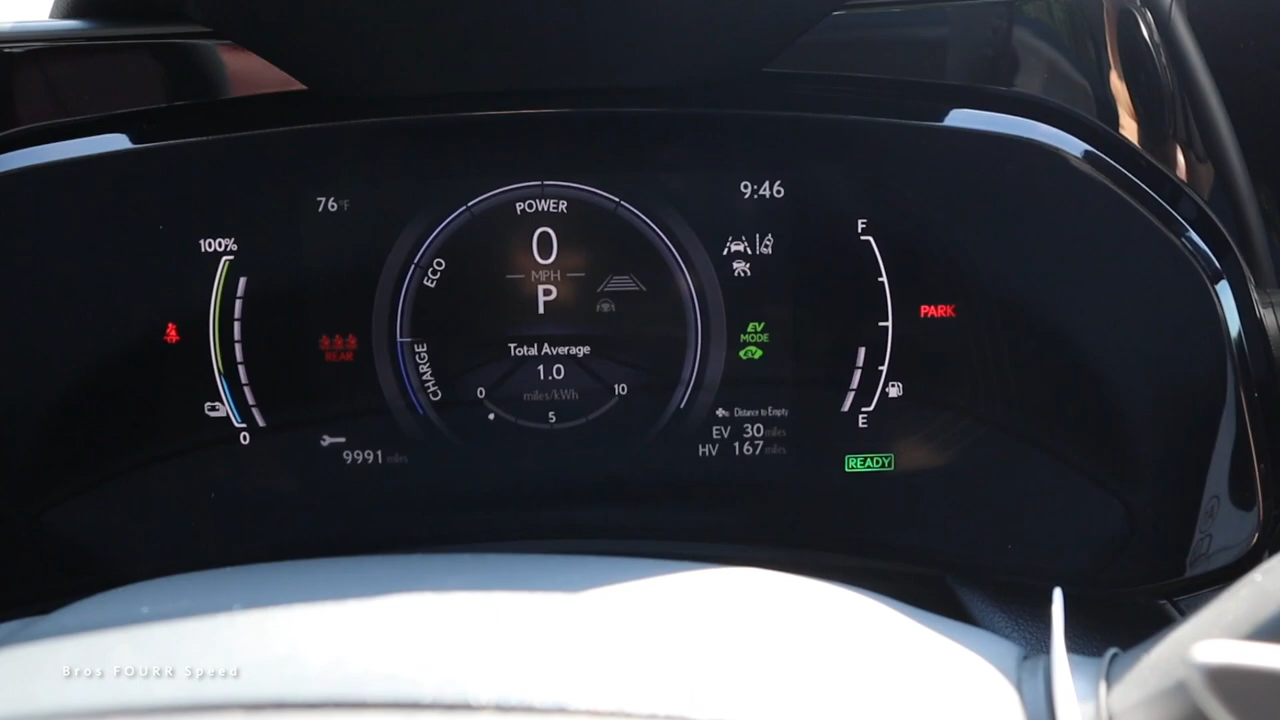 76°F
9:46
POWER
0
MPH
P
ECO
CHARGE
100%
0
REAR
Total Average
1.0
miles/kWh
0
10
5
9991 miles
EV
MODE
EV
Distance to Empty
EV 30 miles
HV 167 miles
F
E
PARK
READY
Bros FOURR Speed